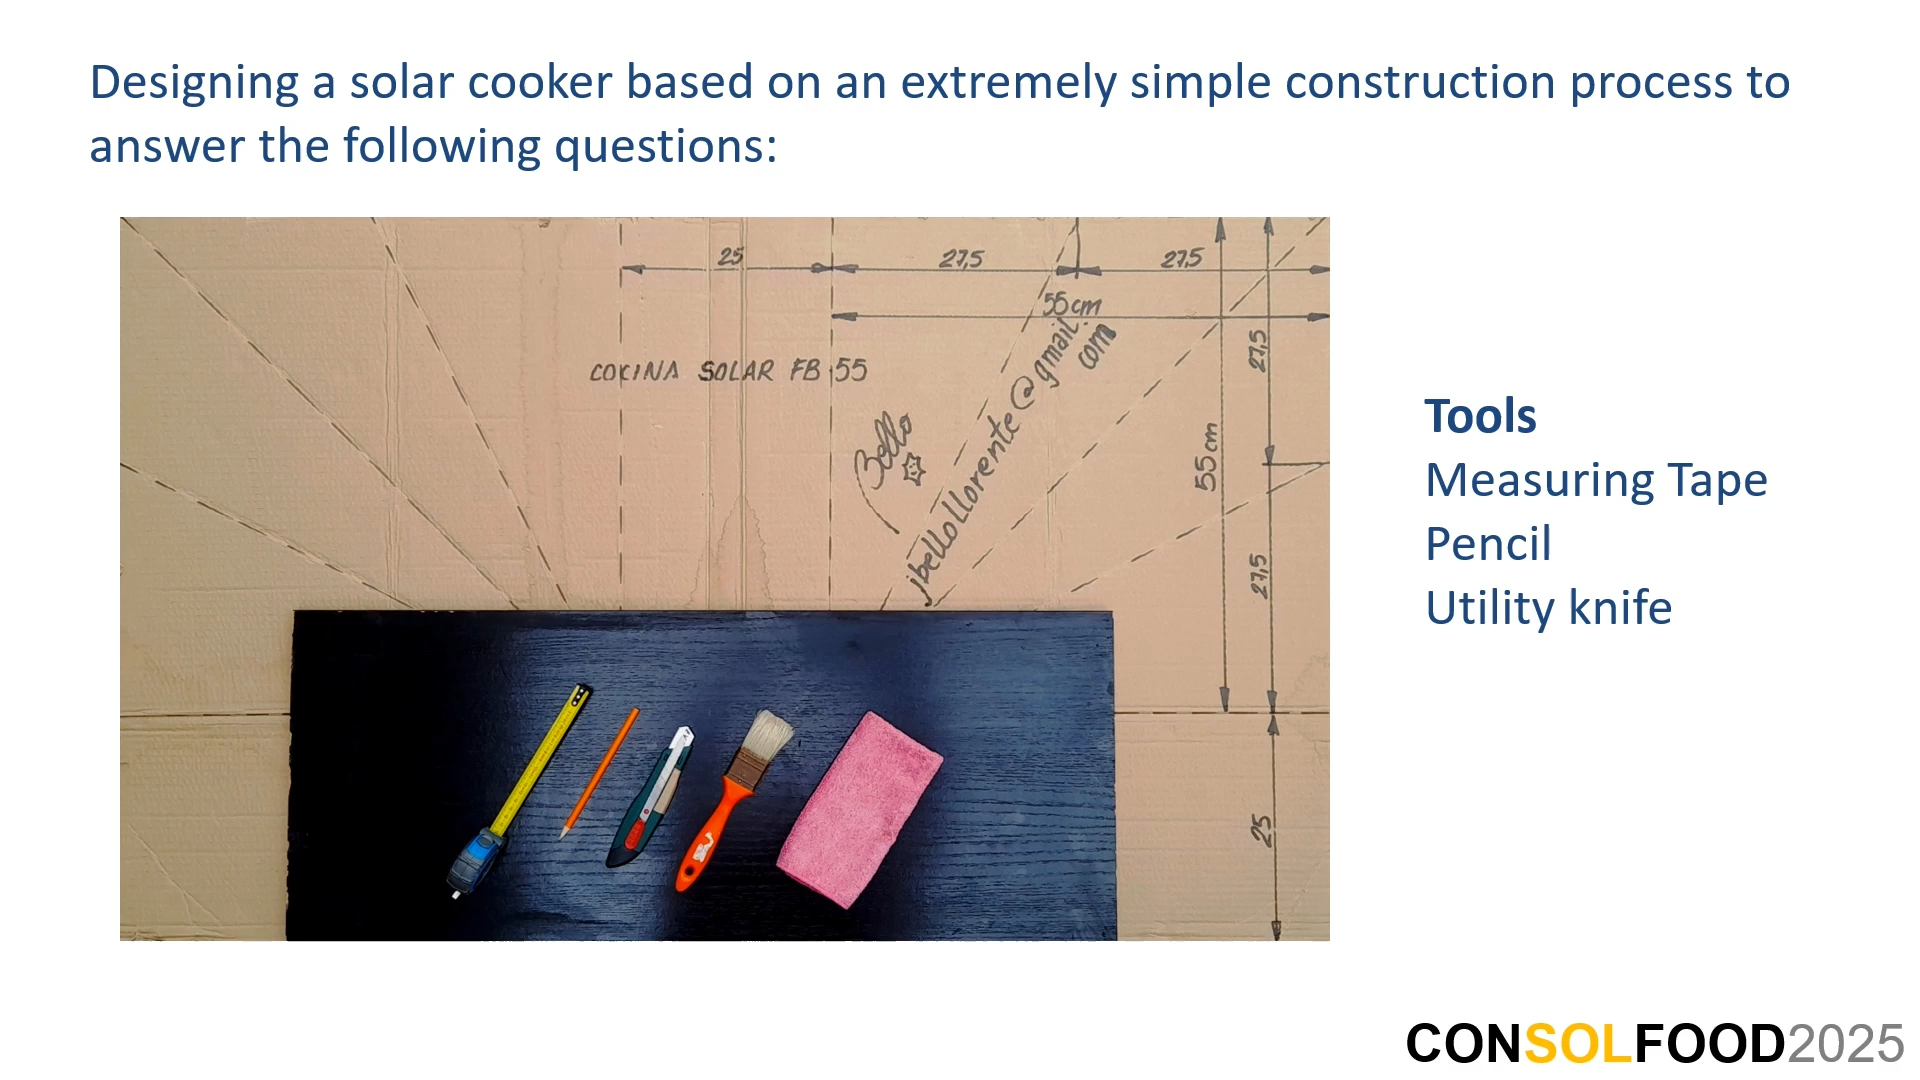 Designing a solar cooker based on an extremely simple construction process to
answer the following questions:
25
27,5
27,5
55cm
COCINA SOLAR FB-55
Bello
jbellollorente@gmail.
com
55cm
27,5
27,5
25
Tools
Measuring Tape
Pencil
Utility knife
CONSOLFOOD2025